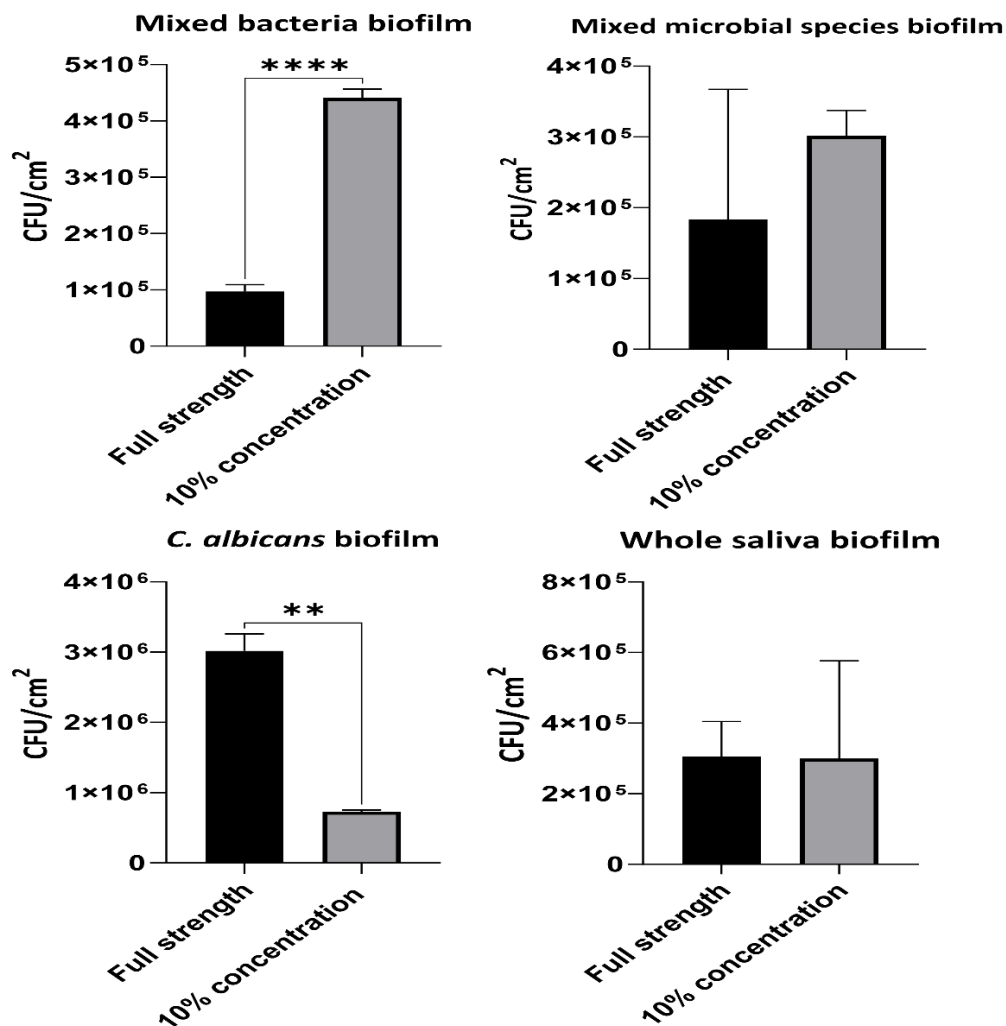 Mixed bacteria biofilm
5×10⁵
4×10⁵
3×10⁵
2×10⁵
1×10⁵
0
CFU/cm²
****
Full strength
10% concentration
Mixed microbial species biofilm
4×10⁵
3×10⁵
2×10⁵
1×10⁵
0
CFU/cm²
Full strength
10% concentration
C. albicans biofilm
4×10⁶
3×10⁶
2×10⁶
1×10⁶
0
CFU/cm²
**
Full strength
10% concentration
Whole saliva biofilm
8×10⁵
6×10⁵
4×10⁵
2×10⁵
0
CFU/cm²
Full strength
10% concentration